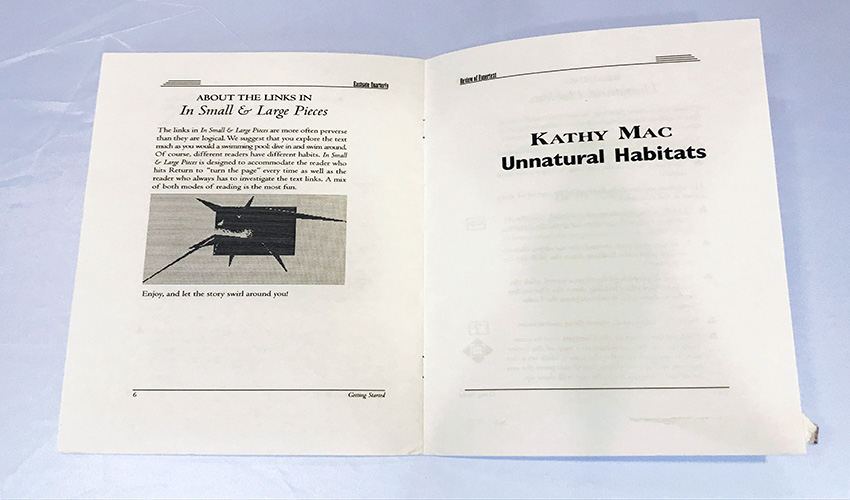 Eastgate Quarterly
ABOUT THE LINKS IN
In Small & Large Pieces
The links in In Small & Large Pieces are more often perverse
than they are logical. We suggest that you explore the text
much as you would a swimming pool: dive in and swim around.
Of course, different readers have different habits. In Small
& Large Pieces is designed to accommodate the reader who
hits Return to “turn the page” every time as well as the
reader who always has to investigate the text links. A mix
of both modes of reading is the most fun.
Enjoy, and let the story swirl around you!
6 Getting Started
Review of Hypertext
KATHY MAC
Unnatural Habitats